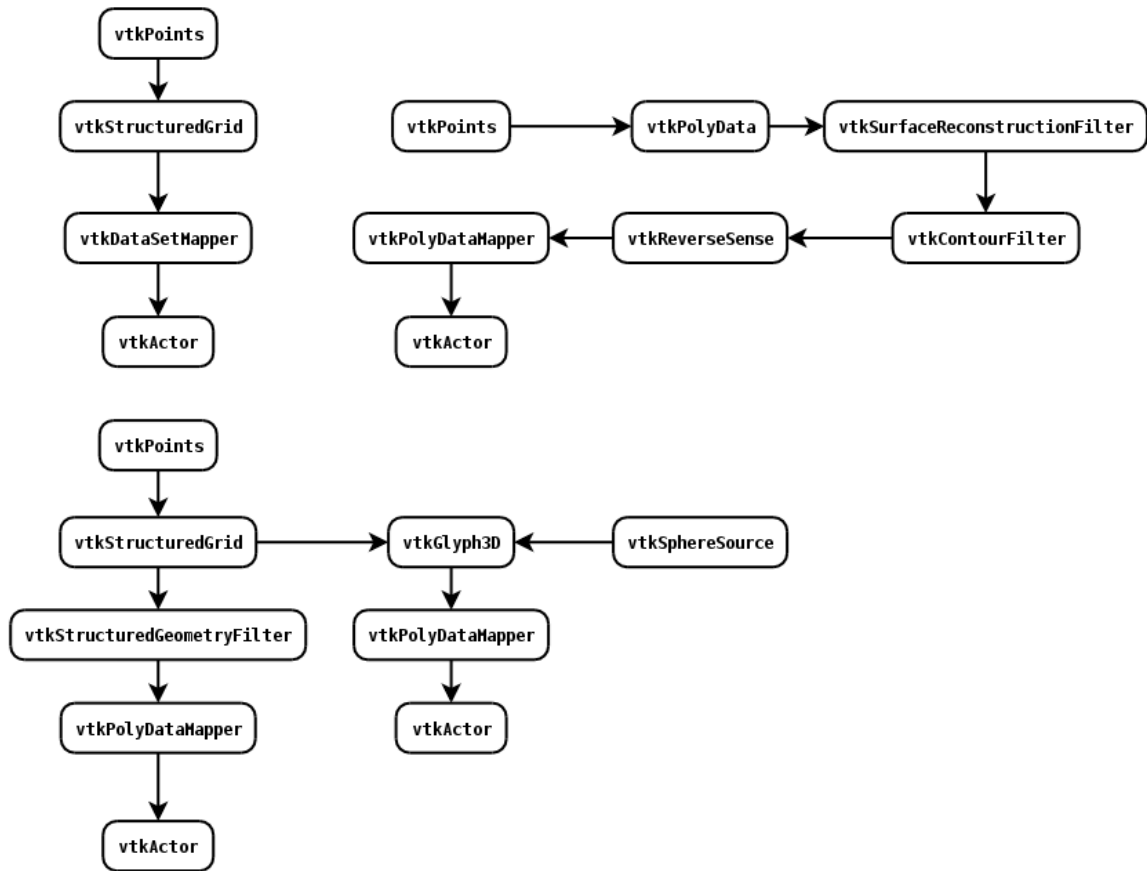 vtkPoints
vtkStructuredGrid
vtkDataSetMapper
vtkActor
vtkPoints
vtkPolyData
vtkSurfaceReconstructionFilter
vtkContourFilter
vtkReverseSense
vtkPolyDataMapper
vtkActor
vtkPoints
vtkStructuredGrid
vtkGlyph3D
vtkSphereSource
vtkStructuredGeometryFilter
vtkPolyDataMapper
vtkPolyDataMapper
vtkActor
vtkActor